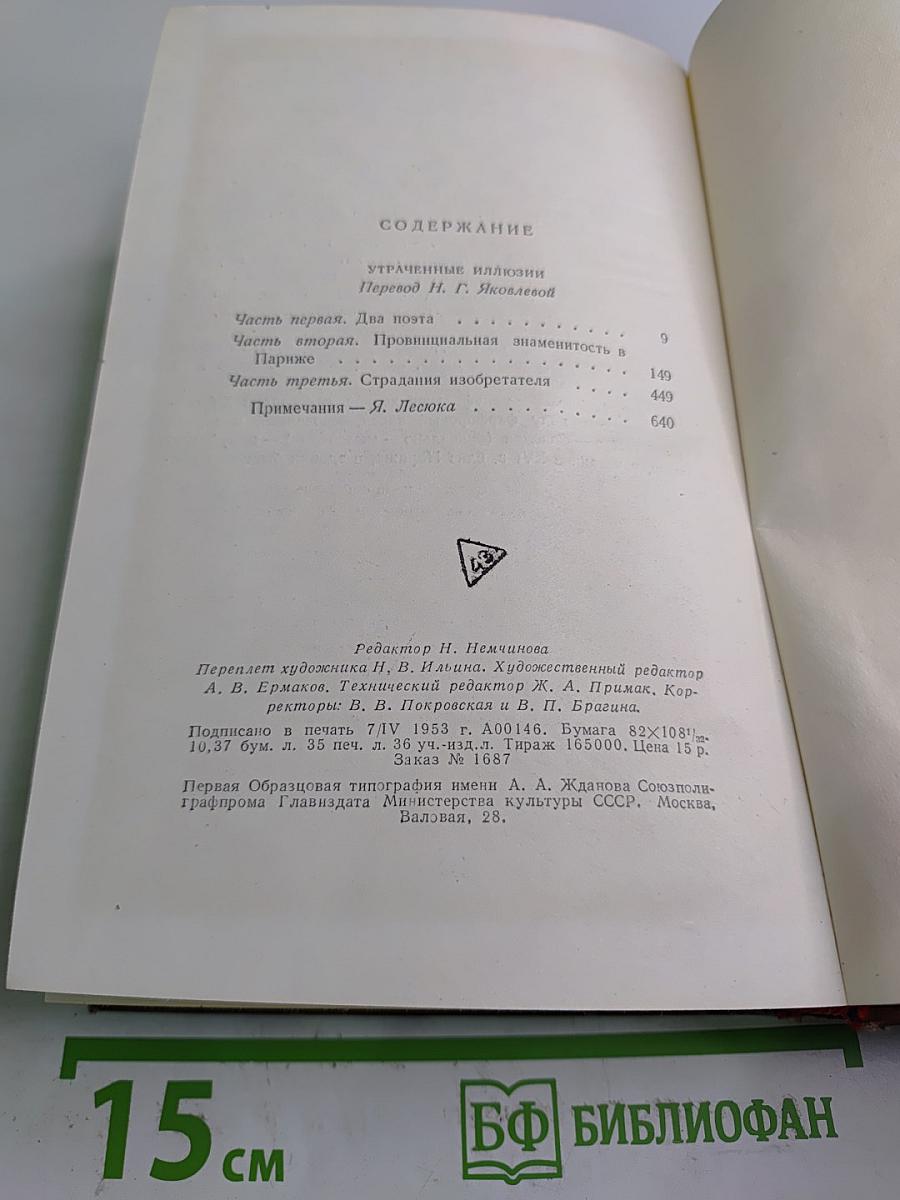 СОДЕРЖАНИЕ
УТРАЧЕННЫЕ ИЛЛЮЗИИ
Перевод Н. Г. Яковлевой
Часть первая. Два поэта . . . . . . . . . . . 9
Часть вторая. Провинциальная знаменитость в
Париже . . . . . . . . . . . . . . . . . 149
Часть третья. Страдания изобретателя . . . . 449
Примечания — Я. Лесюка . . . . . . . . . . 640
Редактор Н. Немчинова
Переплет художника Н. В. Ильина. Художественный редактор
А. В. Ермаков. Технический редактор Ж. А. Примак. Кор-
ректоры: В. В. Покровская и В. П. Брагина.
Подписано в печать 7/IV 1953 г. А00146. Бумага 82×108¹/₃₂.
10,37 бум. л. 35 печ. л. 36 уч.-изд.л. Тираж 165000. Цена 15 р.
Заказ № 1687
Первая Образцовая типография имени А. А. Жданова Союзполи-
графпрома Главиздата Министерства культуры СССР. Москва,
Валовая, 28.
15 см
БФ БИБЛИОФАН